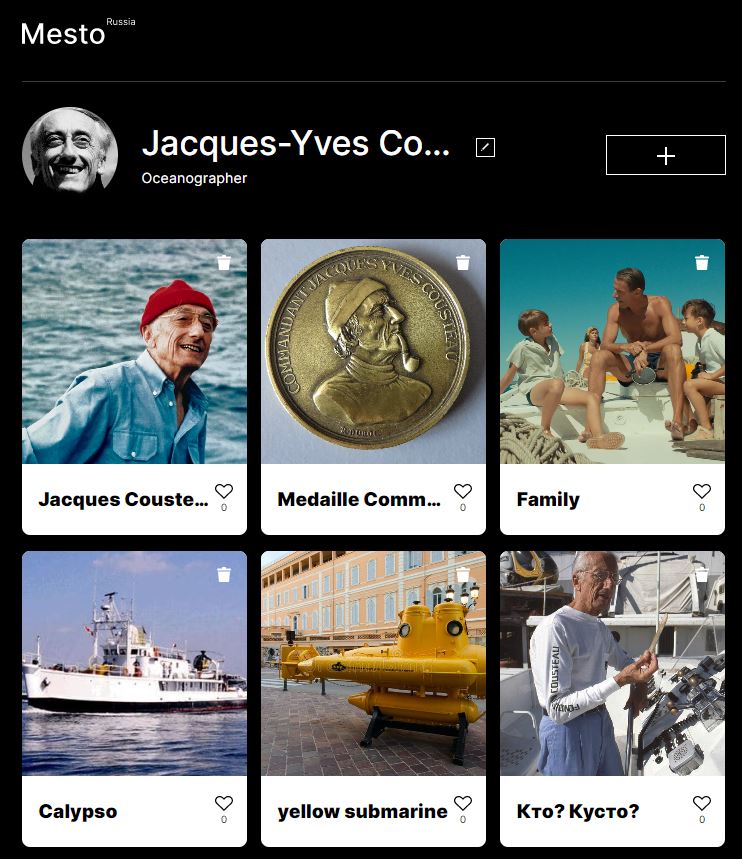 Mesto Russia
Jacques-Yves Co...
Oceanographer
COMMANDANT JACQUES YVES COUSTEAU
Jacques Couste...
0
Medaille Comm...
0
Family
0
COUSTEAU
Calypso
0
yellow submarine
0
Кто? Кусто?
0